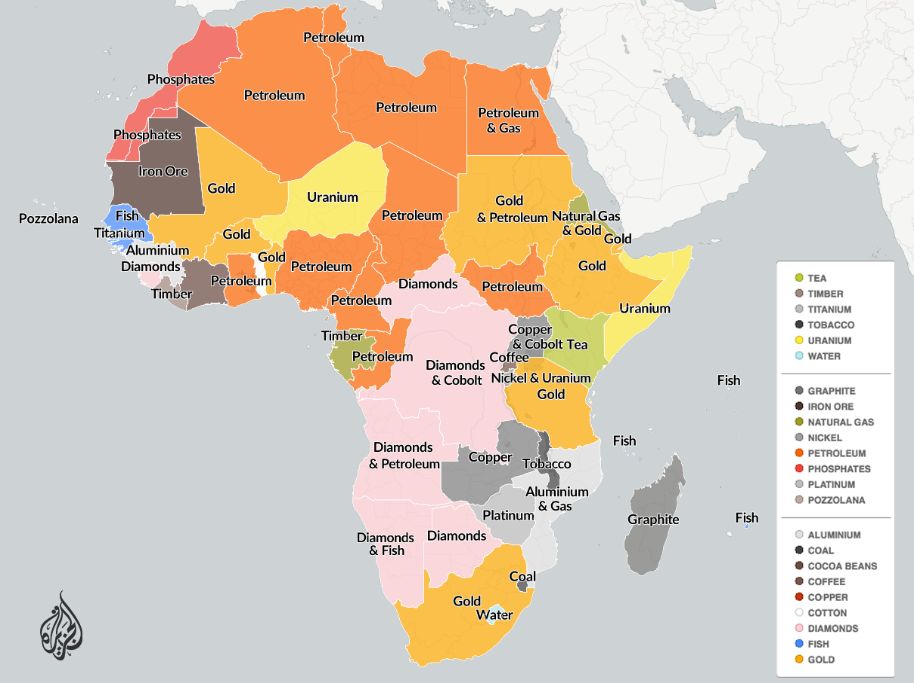 Petroleum
Phosphates
Petroleum
Petroleum
Petroleum
& Gas
Phosphates
Iron Ore
Gold
Uranium
Gold
& Petroleum
Petroleum
Natural Gas
& Gold
Pozzolana
Fish
Titanium
Gold
Gold
Aluminium
Gold
Gold
Diamonds
Petroleum
Petroleum
Diamonds
Petroleum
Timber
Petroleum
Uranium
Timber
Petroleum
Copper
& Cobolt
Tea
Coffee
Diamonds
& Cobolt
Nickel & Uranium
Gold
Fish
Fish
Diamonds
& Petroleum
Copper
Tobacco
Aluminium
& Gas
Platinum
Graphite
Fish
Diamonds
& Fish
Diamonds
Coal
Gold
Water
TEA
TIMBER
TITANIUM
TOBACCO
URANIUM
WATER
GRAPHITE
IRON ORE
NATURAL GAS
NICKEL
PETROLEUM
PHOSPHATES
PLATINUM
POZZOLANA
ALUMINIUM
COAL
COCOA BEANS
COFFEE
COPPER
COTTON
DIAMONDS
FISH
GOLD
الجزيرة